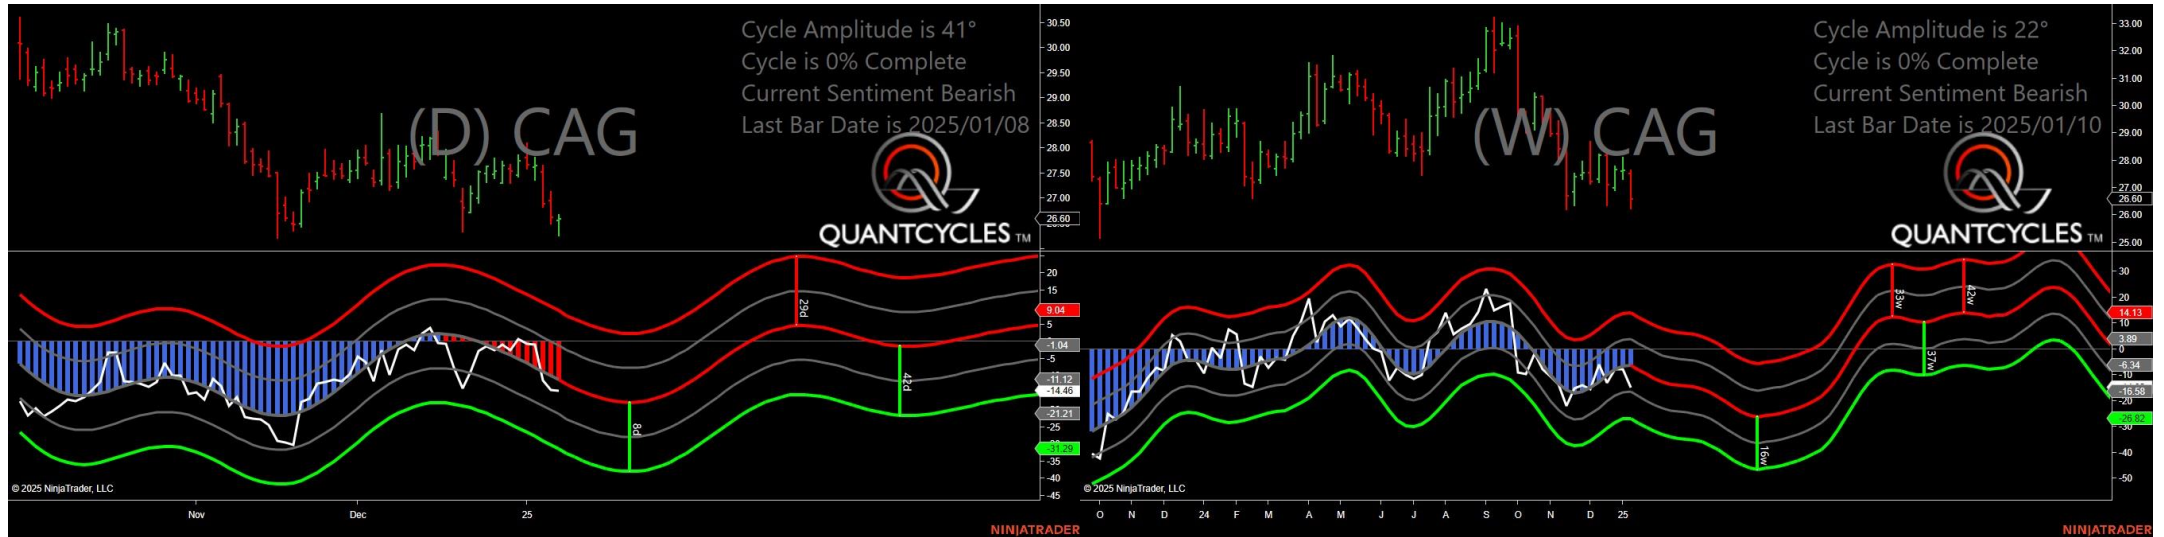 Cycle Amplitude is 41°
Cycle is 0% Complete
Current Sentiment Bearish
Last Bar Date is 2025/01/08
(D) CAG
QUANTCYCLES TM
30.50
30.00
29.50
29.00
28.50
28.00
27.50
27.00
26.60
20
15
9.04
5
-1.04
-5
-11.12
-14.46
-21.21
-25
-31.29
-35
-40
-45
29d
42d
8d
© 2025 NinjaTrader, LLC
Nov
Dec
25
NINJATRADER
Cycle Amplitude is 22°
Cycle is 0% Complete
Current Sentiment Bearish
Last Bar Date is 2025/01/10
(W) CAG
QUANTCYCLES TM
33.00
32.00
31.00
30.00
29.00
28.00
27.00
26.60
26.00
25.00
30
20
14.13
10
3.89
0
-6.34
-10
-16.58
-20
-26.82
-30
-40
-50
33w
42w
37w
16w
© 2025 NinjaTrader, LLC
O N D 24 F M A M J J A S O N D 25
NINJATRADER